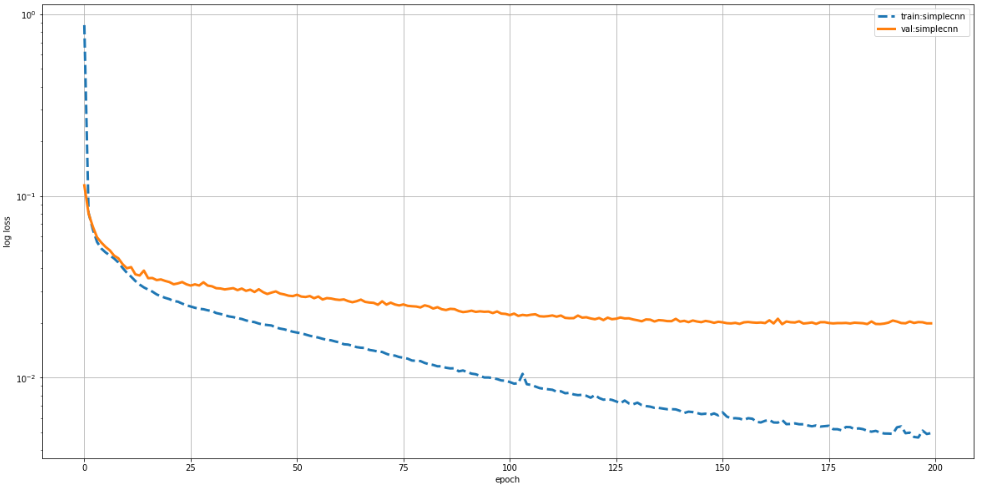 train:simplecnn
val:simplecnn
10⁰
10⁻¹
10⁻²
log loss
0 25 50 75 100 125 150 175 200
epoch